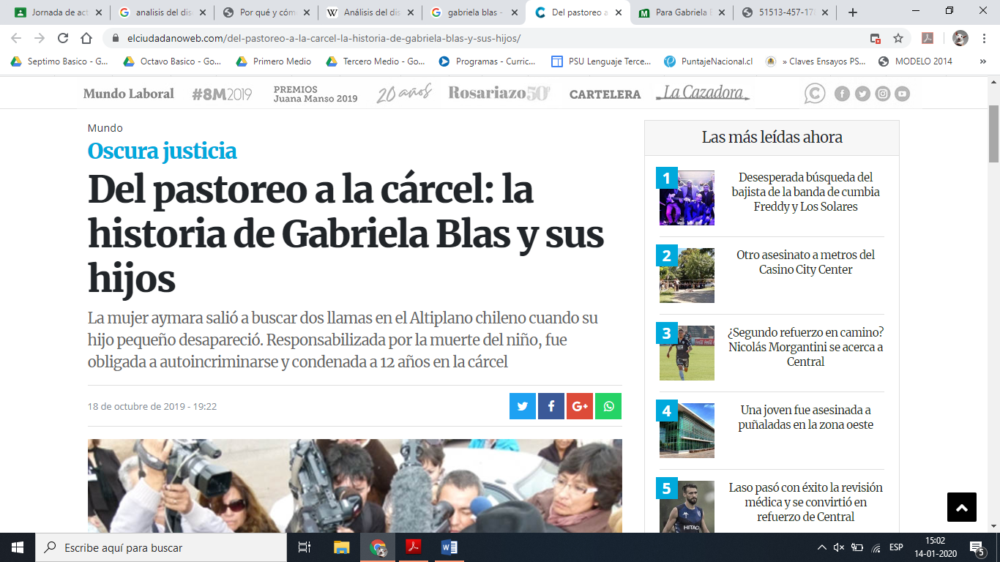 Jornada de act
analisis del dis
Por qué y cóm
Análisis del dis
gabriela blas -
Del pastoreo a
Para Gabriela B
51513-457-178
elciudadanoweb.com/del-pastoreo-a-la-carcel-la-historia-de-gabriela-blas-y-sus-hijos/
Septimo Basico - G...
Octavo Basico - Go...
Primero Medio
Tercero Medio - Go...
Programas - Curric...
PSU Lenguaje Terce...
PuntajeNacional.cl
» Claves Ensayos PS...
MODELO 2014
»
Mundo Laboral
#8M2019
PREMIOS
Juana Manso 2019
20 años
Rosariazo 50º
CARTELERA
La Cazadora
Mundo
Oscura justicia
Del pastoreo a la cárcel: la
historia de Gabriela Blas y sus
hijos
La mujer aymara salió a buscar dos llamas en el Altiplano chileno cuando su
hijo pequeño desapareció. Responsabilizada por la muerte del niño, fue
obligada a autoincriminarse y condenada a 12 años en la cárcel
18 de octubre de 2019 - 19:22
Las más leídas ahora
1
Desesperada búsqueda del
bajista de la banda de cumbia
Freddy y Los Solares
2
Otro asesinato a metros del
Casino City Center
3
¿Segundo refuerzo en camino?
Nicolás Morgantini se acerca a
Central
4
Una joven fue asesinada a
puñaladas en la zona oeste
5
Laso pasó con éxito la revisión
médica y se convirtió en
refuerzo de Central
HITAC
Escribe aquí para buscar
ESP
15:02
14-01-2020
5